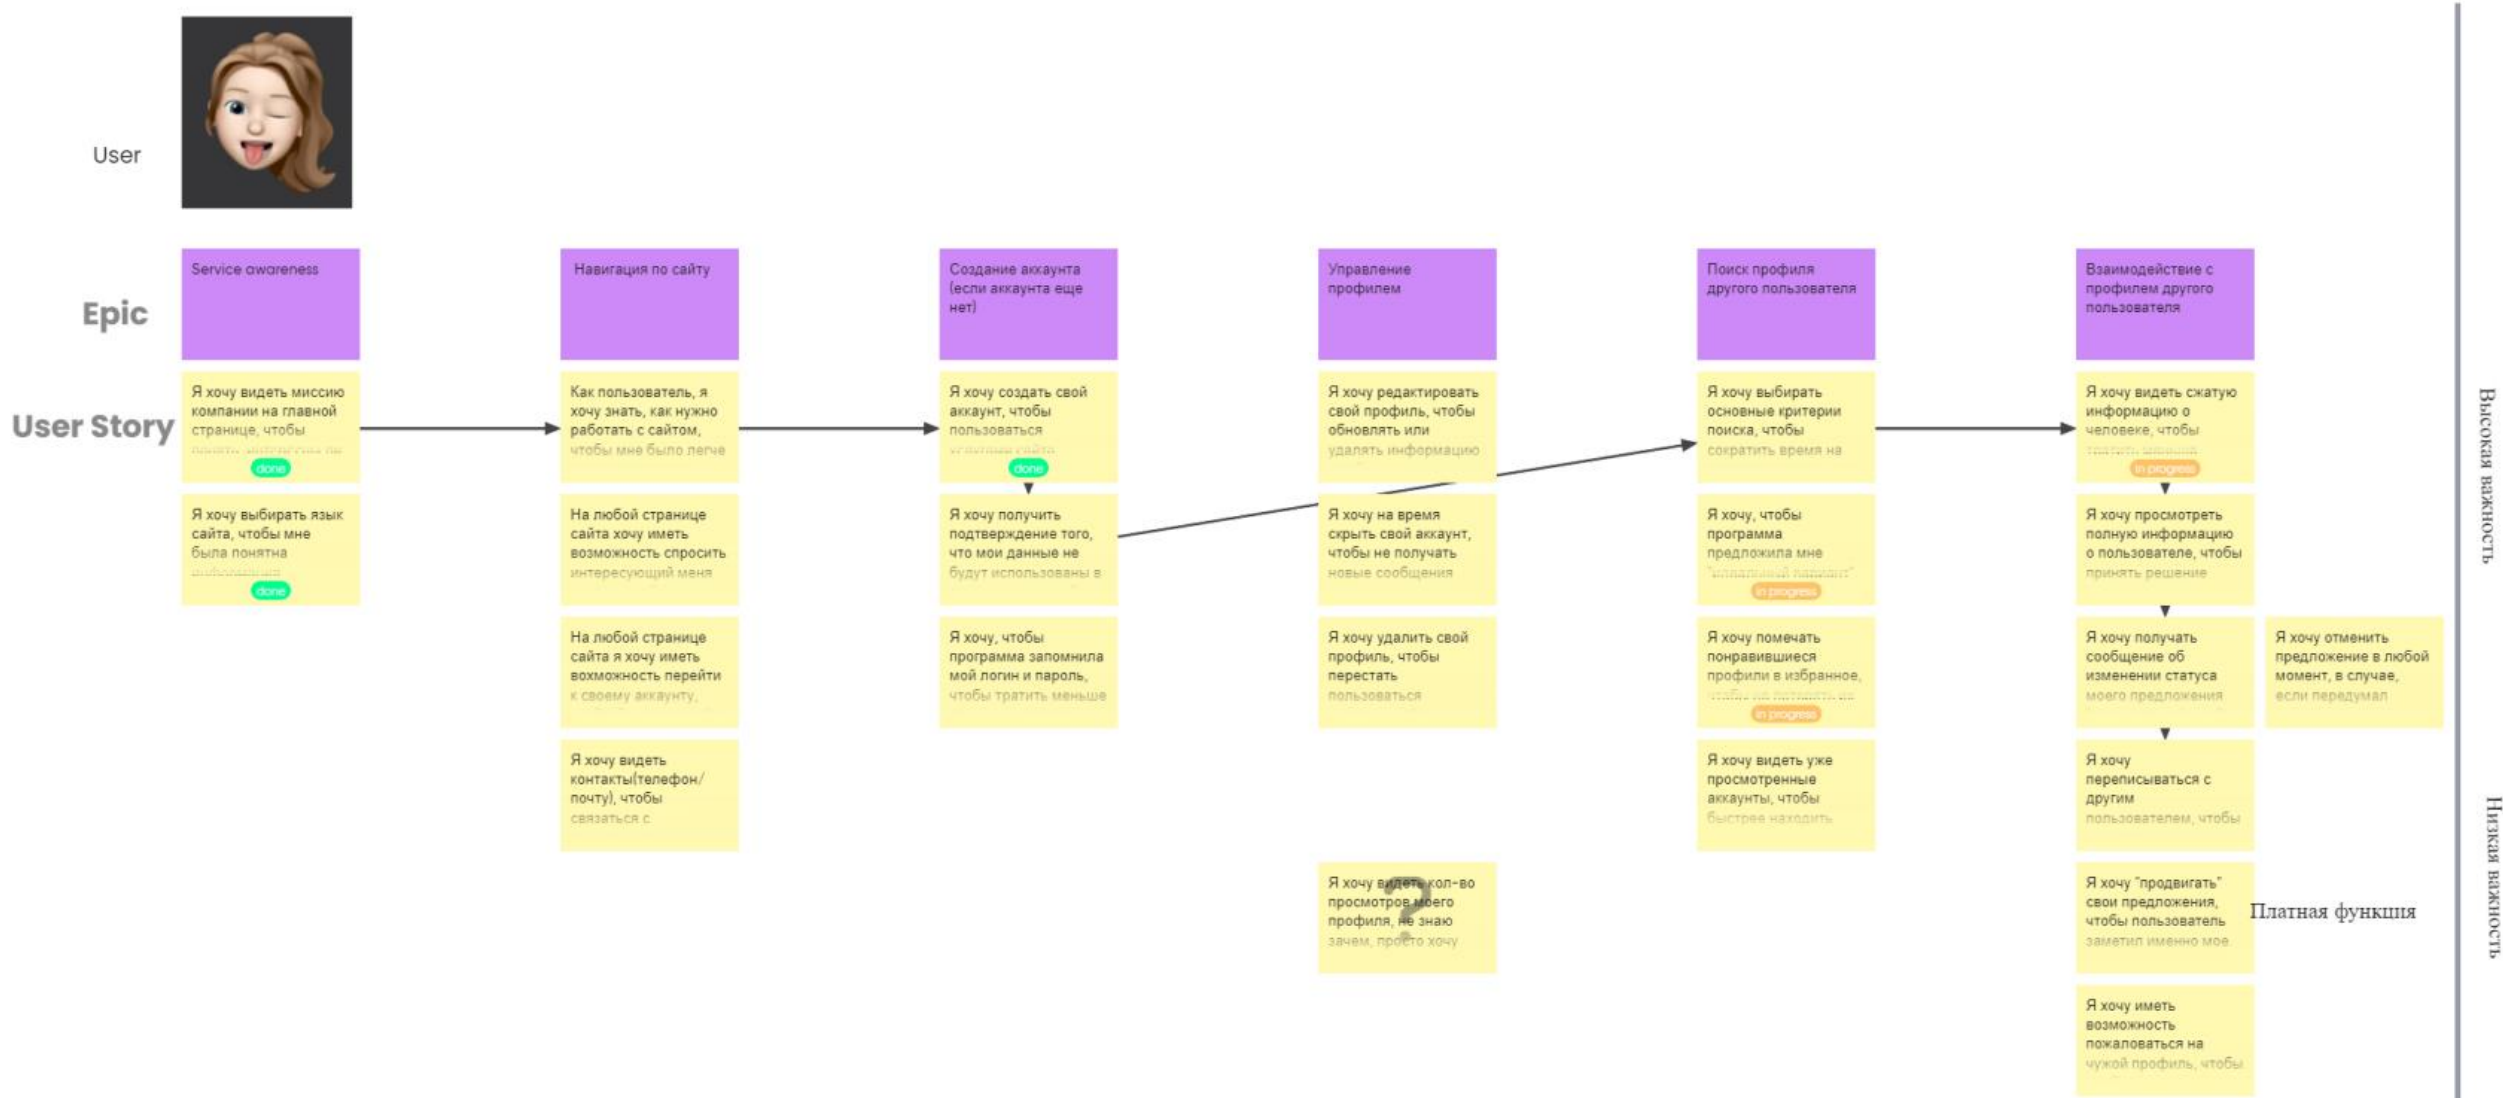 User
Epic
Service awareness
Навигация по сайту
Создание аккаунта
(если аккаунта еще
нет)
Управление
профилем
Поиск профиля
другого пользователя
Взаимодействие с
профилем другого
пользователя
User Story
Я хочу видеть миссию
компании на главной
странице, чтобы
done
Я хочу выбирать язык
сайта, чтобы мне
была понятна
done
Как пользователь, я
хочу знать, как нужно
работать с сайтом,
чтобы мне было легче
На любой странице
сайта хочу иметь
возможность спросить
интересующий меня
На любой странице
сайта я хочу иметь
вохможность перейти
к своему аккаунту,
Я хочу видеть
контакты(телефон/
почту), чтобы
связаться с
Я хочу создать свой
аккаунт, чтобы
пользоваться
done
Я хочу получить
подтверждение того,
что мои данные не
будут использованы в
Я хочу, чтобы
программа запомнила
мой логин и пароль,
чтобы тратить меньше
Я хочу редактировать
свой профиль, чтобы
обновлять или
удалять информацию
Я хочу на время
скрыть свой аккаунт,
чтобы не получать
новые сообщения
Я хочу удалить свой
профиль, чтобы
перестать
пользоваться
Я хочу видеть кол-во
просмотров моего
профиля, не знаю
зачем, просто хочу
?
Я хочу выбирать
основные критерии
поиска, чтобы
сократить время на
Я хочу, чтобы
программа
предложила мне
in progress
Я хочу помечать
понравившиеся
профили в избранное,
in progress
Я хочу видеть уже
просмотренные
аккаунты, чтобы
быстрее находить
Я хочу видеть сжатую
информацию о
человеке, чтобы
in progress
Я хочу просмотреть
полную информацию
о пользователе, чтобы
принять решение
Я хочу получать
сообщение об
изменении статуса
моего предложения
Я хочу отменить
предложение в любой
момент, в случае,
если передумал
Я хочу
переписываться с
другим
пользователем, чтобы
Я хочу "продвигать"
свои предложения,
чтобы пользователь
заметил именно мое
Платная функция
Я хочу иметь
возможность
пожаловаться на
чужой профиль, чтобы
Высокая важность
Низкая важность